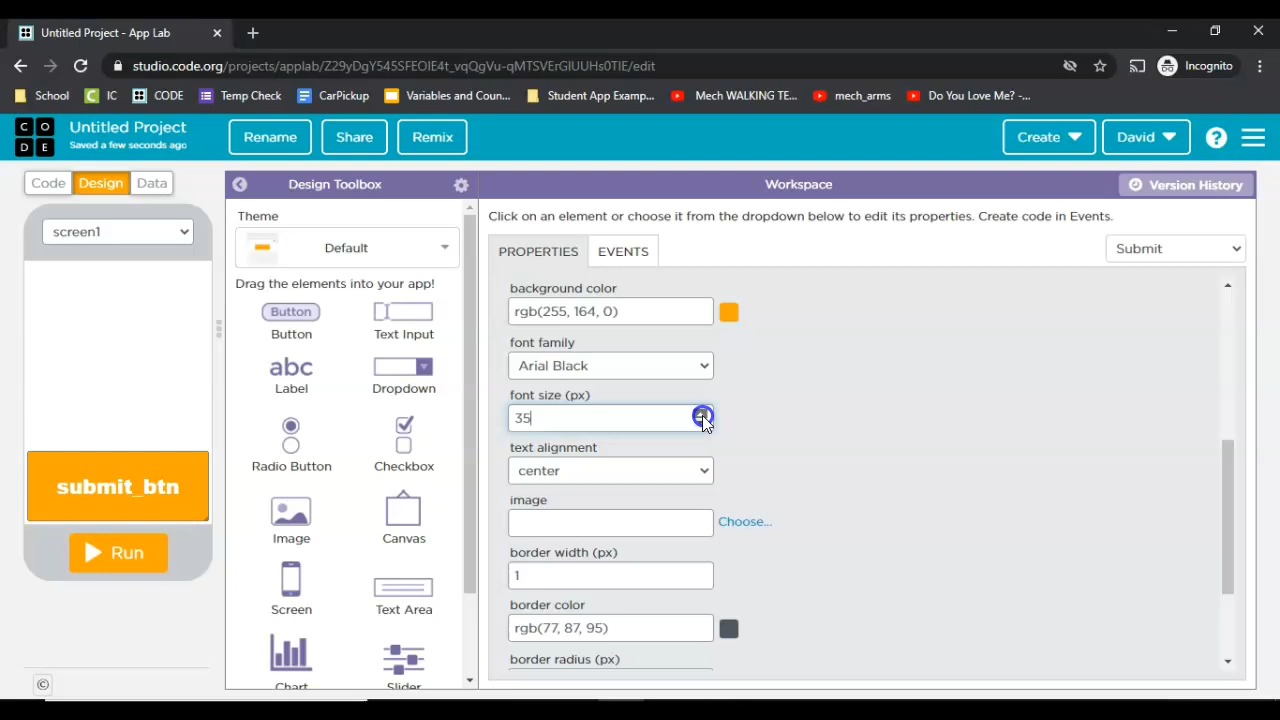 Untitled Project - App Lab
studio.code.org/projects/applab/Z29yDgY545SFEOIE4t_vqQgVu-qMTSVErGIUUHs0TIE/edit
Incognito
School
IC
CODE
Temp Check
CarPickup
Variables and Coun...
Student App Examp...
Mech WALKING TE...
mech_arms
Do You Love Me? -...
C O
D E
Untitled Project
Saved a few seconds ago
Rename
Share
Remix
Create
David
?
Code
Design
Data
Design Toolbox
Workspace
Version History
screen1
Theme
Default
Drag the elements into your app!
Button
Button
Text Input
abc
Label
Dropdown
Radio Button
Checkbox
Image
Canvas
Screen
Text Area
Chart
Slider
submit_btn
Run
©
Click on an element or choose it from the dropdown below to edit its properties. Create code in Events.
PROPERTIES
EVENTS
Submit
background color
rgb(255, 164, 0)
font family
Arial Black
font size (px)
35
text alignment
center
image
Choose...
border width (px)
1
border color
rgb(77, 87, 95)
border radius (px)